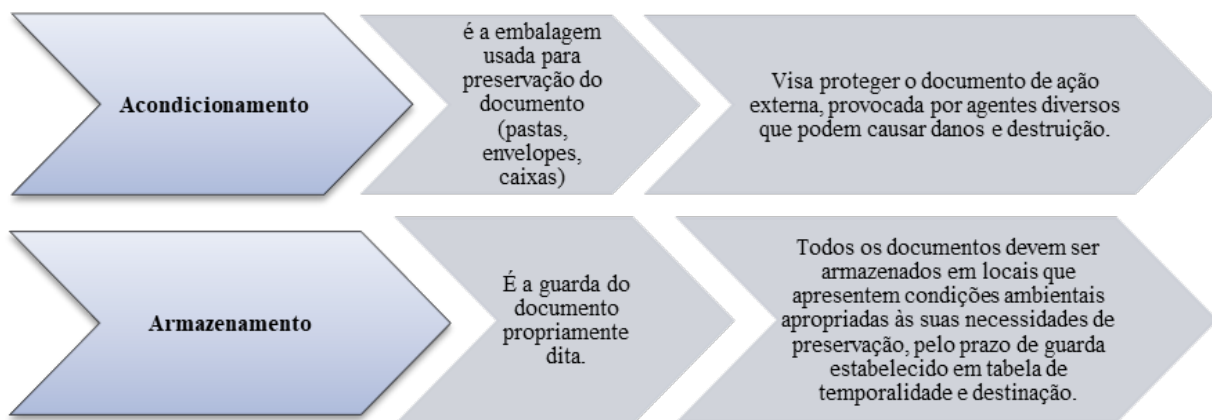 Acondicionamento
é a embalagem
usada para
preservação do
documento
(pastas,
envelopes,
caixas)
Visa proteger o documento de ação
externa, provocada por agentes diversos
que podem causar danos e destruição.
Armazenamento
É a guarda do
documento
propriamente
dita.
Todos os documentos devem ser
armazenados em locais que
apresentem condições ambientais
apropriadas às suas necessidades de
preservação, pelo prazo de guarda
estabelecido em tabela de
temporalidade e destinação.